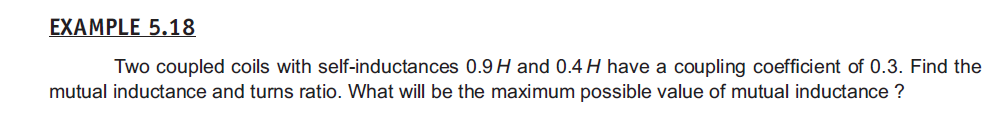 EXAMPLE 5.18
Two coupled coils with self-inductances 0.9 H and 0.4 H have a coupling coefficient of 0.3. Find the
mutual inductance and turns ratio. What will be the maximum possible value of mutual inductance ?